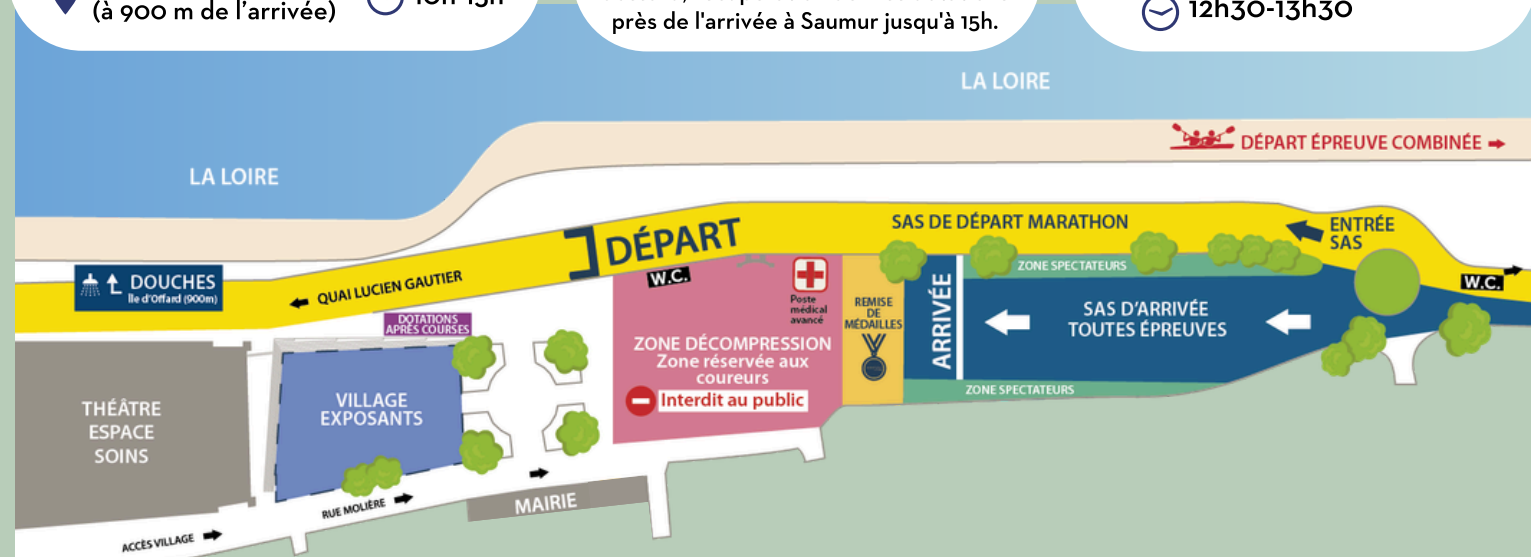 (à 900 m de l'arrivée)
près de l'arrivée à Saumur jusqu'à 15h.
12h30-13h30
LA LOIRE
DÉPART ÉPREUVE COMBINÉE
LA LOIRE
SAS DE DÉPART MARATHON
ENTRÉE
SAS
DÉPART
ZONE SPECTATEURS
W.C.
W.C.
DOUCHES
Ile d'Offard (900m)
QUAI LUCIEN GAUTIER
Poste
médical
avancé
REMISE
DE
MÉDAILLES
ARRIVÉE
SAS D'ARRIVÉE
TOUTES ÉPREUVES
DOTATIONS
APRÈS COURSES
ZONE DÉCOMPRESSION
Zone réservée aux
coureurs
Interdit au public
ZONE SPECTATEURS
THÉÂTRE
ESPACE
SOINS
VILLAGE
EXPOSANTS
RUE MOLIÈRE
MAIRIE
ACCÈS VILLAGE